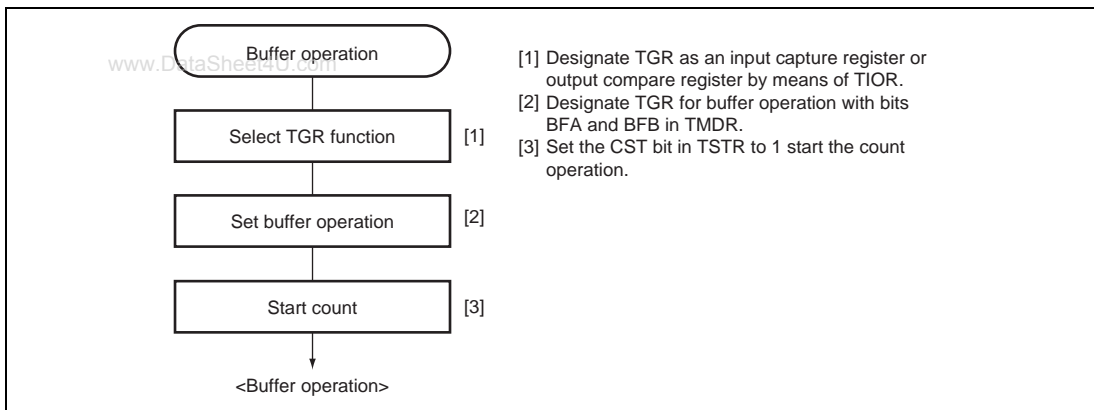 Buffer operation
www.DataSheet4U.com
Select TGR function
[1]
Set buffer operation
[2]
Start count
[3]
<Buffer operation>
[1] Designate TGR as an input capture register or
output compare register by means of TIOR.
[2] Designate TGR for buffer operation with bits
BFA and BFB in TMDR.
[3] Set the CST bit in TSTR to 1 start the count
operation.